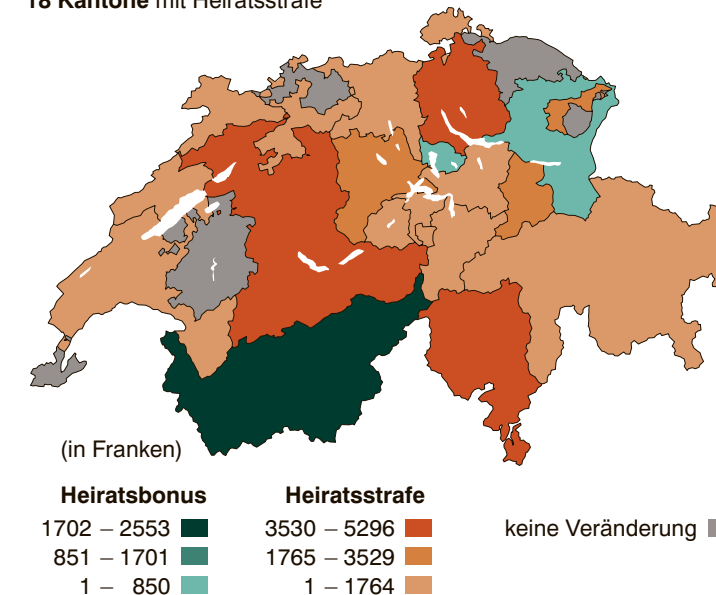 18 Kantone mit Heiratsstrafe
(in Franken)
Heiratsbonus
1702 – 2553
851 – 1701
1 – 850
Heiratsstrafe
3530 – 5296
1765 – 3529
1 – 1764
keine Veränderung